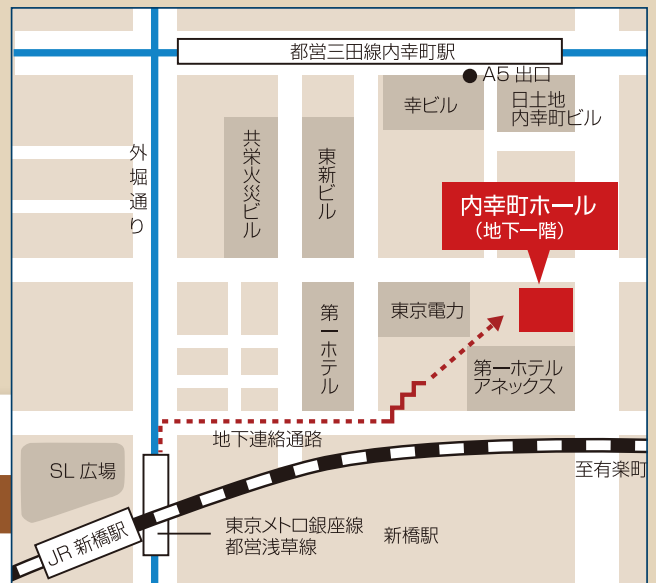 都営三田線内幸町駅
A5 出口
幸ビル
日土地
内幸町ビル
外堀通り
共栄火災ビル
東新ビル
内幸町ホール
(地下一階)
第一ホテル
東京電力
第一ホテル
アネックス
地下連絡通路
SL 広場
至有楽町
JR 新橋駅
東京メトロ銀座線
都営浅草線
新橋駅